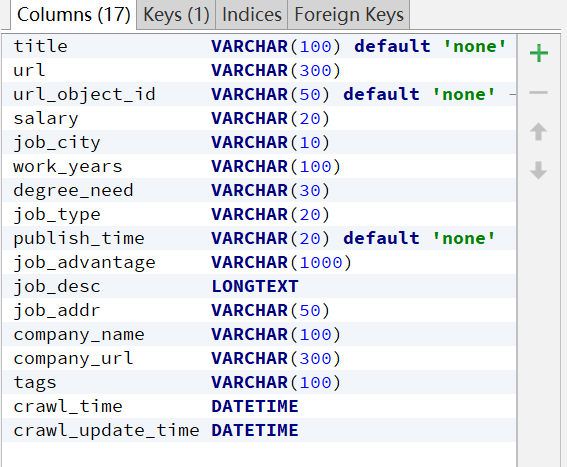 Columns (17) Keys (1) Indices Foreign Keys
title VARCHAR(100) default 'none'
url VARCHAR(300)
url_object_id VARCHAR(50) default 'none' -
salary VARCHAR(20)
job_city VARCHAR(10)
work_years VARCHAR(100)
degree_need VARCHAR(30)
job_type VARCHAR(20)
publish_time VARCHAR(20) default 'none'
job_advantage VARCHAR(1000)
job_desc LONGTEXT
job_addr VARCHAR(50)
company_name VARCHAR(100)
company_url VARCHAR(300)
tags VARCHAR(100)
crawl_time DATETIME
crawl_update_time DATETIME